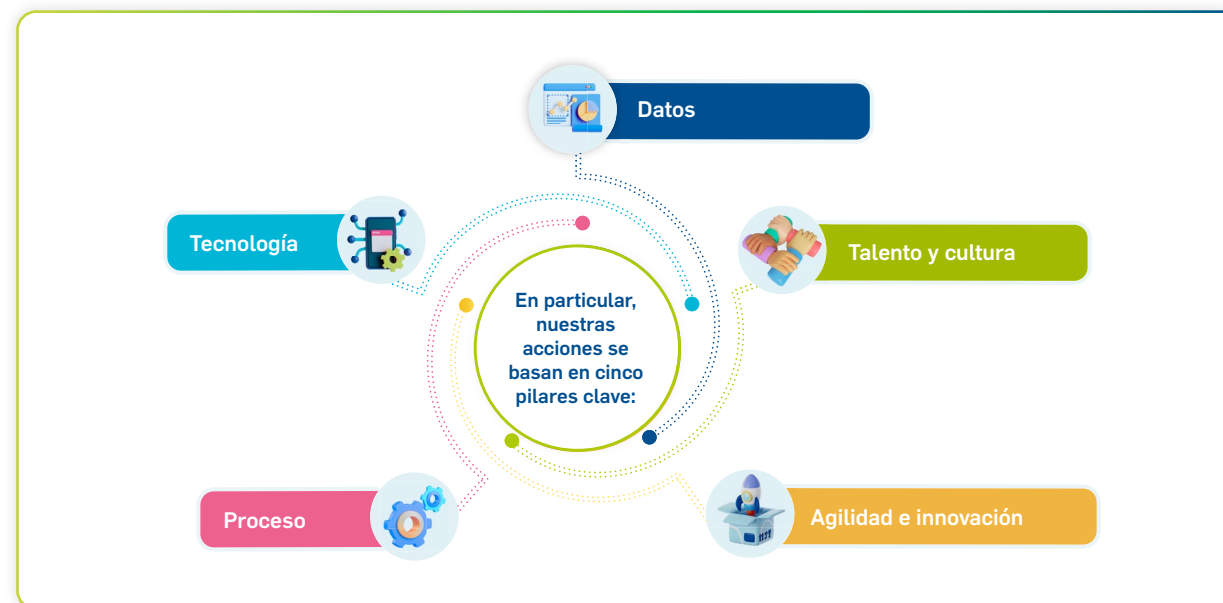 Datos
Tecnología
Talento y cultura
En particular,
nuestras
acciones se
basan en cinco
pilares clave:
Proceso
Agilidad e innovación